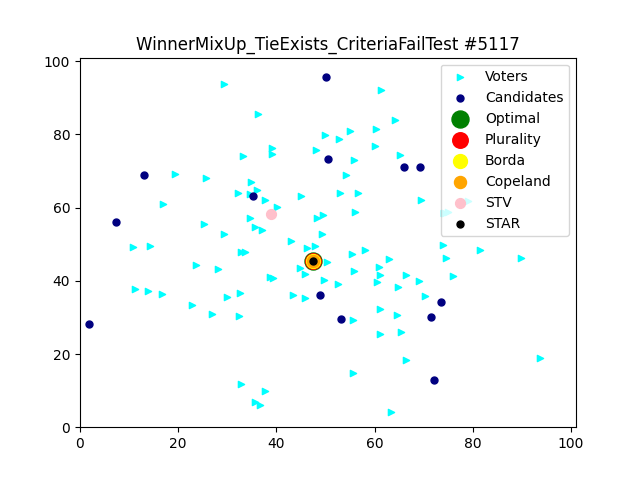 WinnerMixUp_TieExists_CriteriaFailTest #5117
100
80
60
40
20
0
0 20 40 60 80 100
Voters
Candidates
Optimal
Plurality
Borda
Copeland
STV
STAR